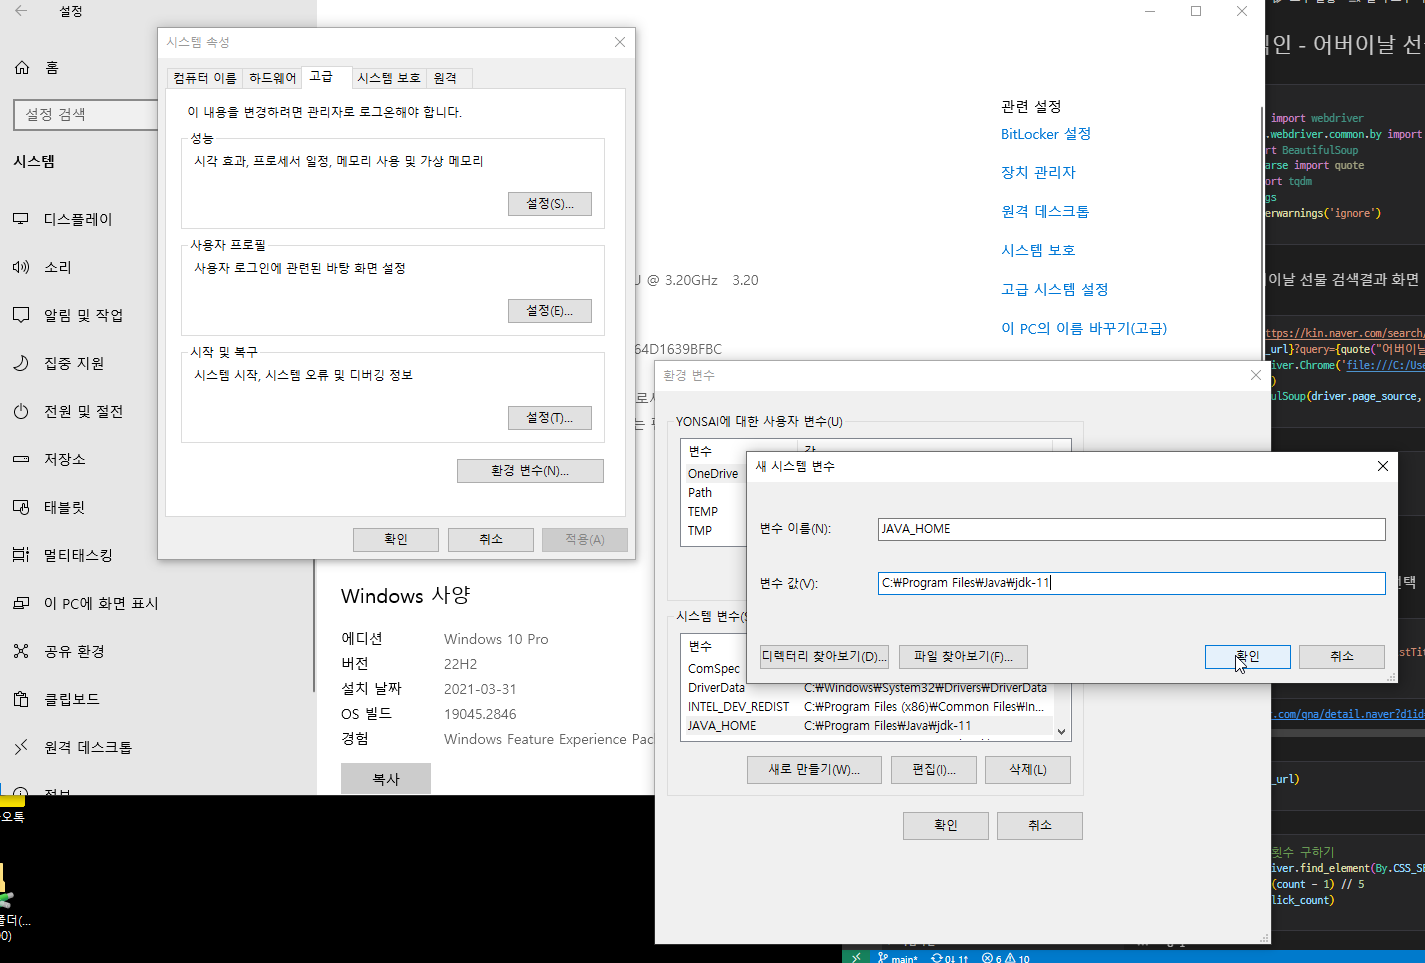 설정
홈
설정 검색
시스템
디스플레이
소리
알림 및 작업
집중 지원
전원 및 절전
저장소
태블릿
멀티태스킹
이 PC에 화면 표시
공유 환경
클립보드
원격 데스크톱
정보
시스템 속성
컴퓨터 이름
하드웨어
고급
시스템 보호
원격
이 내용을 변경하려면 관리자로 로그온해야 합니다.
성능
시각 효과, 프로세서 일정, 메모리 사용 및 가상 메모리
설정(S)...
사용자 프로필
사용자 로그인에 관련된 바탕 화면 설정
설정(E)...
시작 및 복구
시스템 시작, 시스템 오류 및 디버깅 정보
설정(T)...
환경 변수(N)...
확인
취소
적용(A)
U @ 3.20GHz 3.20
64D1639BFBC
Windows 사양
에디션 Windows 10 Pro
버전 22H2
설치 날짜 2021-03-31
OS 빌드 19045.2846
경험 Windows Feature Experience Pac
복사
관련 설정
BitLocker 설정
장치 관리자
원격 데스크톱
시스템 보호
고급 시스템 설정
이 PC의 이름 바꾸기(고급)
환경 변수
YONSAI에 대한 사용자 변수(U)
변수
OneDrive
Path
TEMP
TMP
시스템 변수(S
변수
ComSpec
DriverData C:₩Windows₩System32₩Drivers₩DriverData
INTEL_DEV_REDIST C:₩Program Files (x86)₩Common Files₩In...
JAVA_HOME C:₩Program Files₩Java₩jdk-11
새로 만들기(W)...
편집(I)...
삭제(L)
확인
취소
새 시스템 변수
변수 이름(N): JAVA_HOME
변수 값(V): C:₩Program Files₩Java₩jdk-11
디렉터리 찾아보기(D)...
파일 찾아보기(F)...
확인
취소
인 - 어버이날 선
import webdriver
.webdriver.common.by import
rt BeautifulSoup
arse import quote
ort tqdm
gs
erwarnings('ignore')
이날 선물 검색결과 화면
ttps://kin.naver.com/search/
_url}?query={quote("어버이날
iver.Chrome('file:///C:/Use
)
ulSoup(driver.page_source,
선택
stTit
r.com/qna/detail.naver?d1id=
_url)
횟수 구하기
iver.find_element(By.CSS_SE
(count - 1) // 5
lick_count)
오톡
폴더(...
0)
main* 0↓ 1↑ 6 10